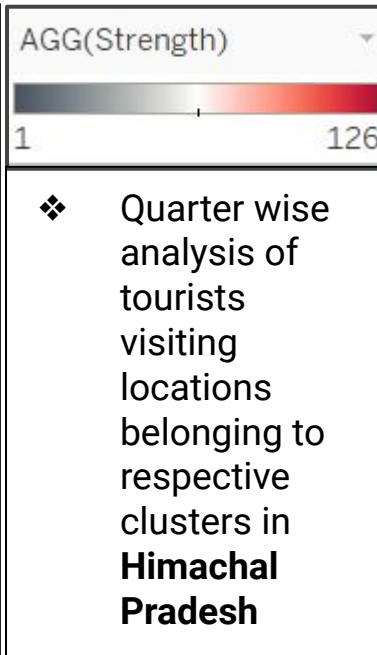 AGG(Strength)
1 126
❖ Quarter wise
analysis of
tourists
visiting
locations
belonging to
respective
clusters in
Himachal
Pradesh